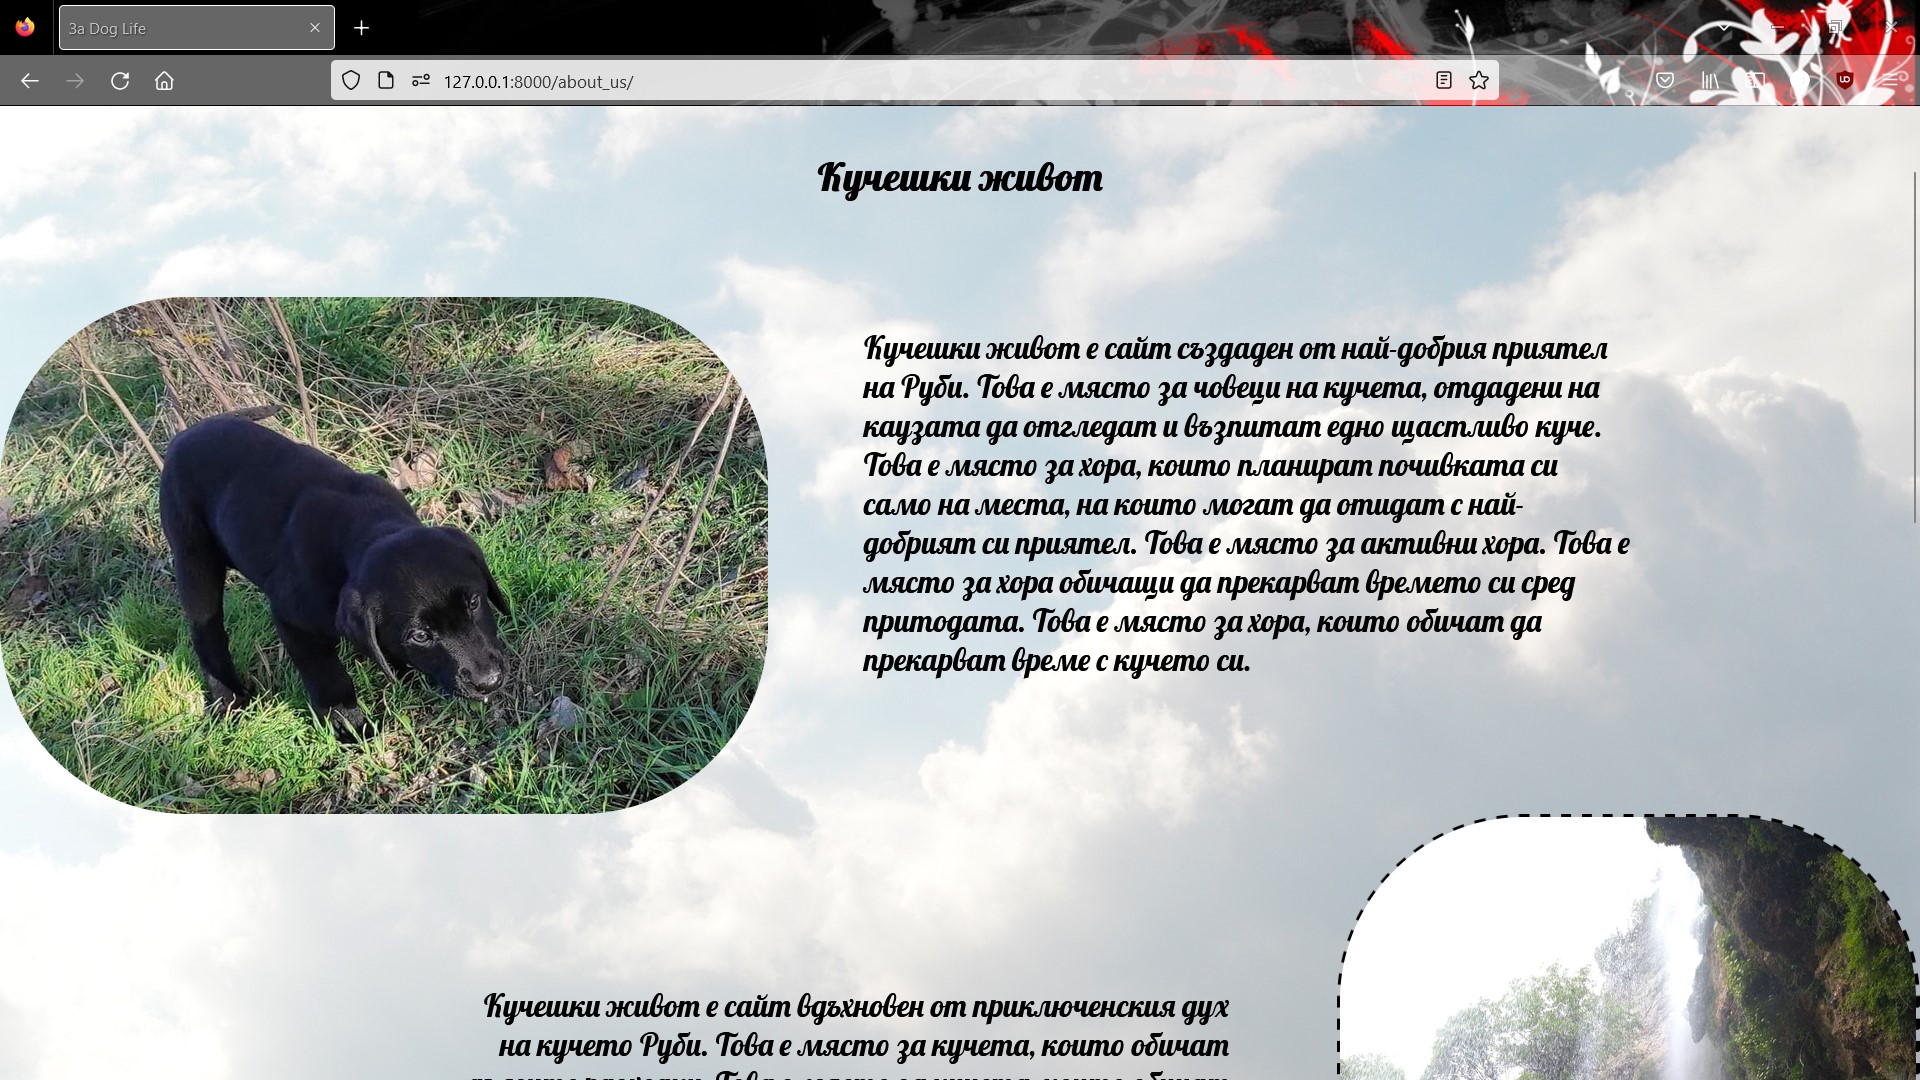 За Dog Life
127.0.0.1:8000/about_us/
Кучешки живот
Кучешки живот е сайт създаден от най-добрия приятел
на Руби. Това е място за човеци на кучета, отдадени на
каузата да отгледат и възпитат едно щастливо куче.
Това е място за хора, които планират почивката си
само на места, на които могат да отидат с най-
добрият си приятел. Това е място за активни хора. Това е
място за хора обичащи да прекарват времето си сред
притодата. Това е място за хора, които обичат да
прекарват време с кучето си.
Кучешки живот е сайт вдъхновен от приключенския дух
на кучето Руби. Това е място за кучета, които обичат